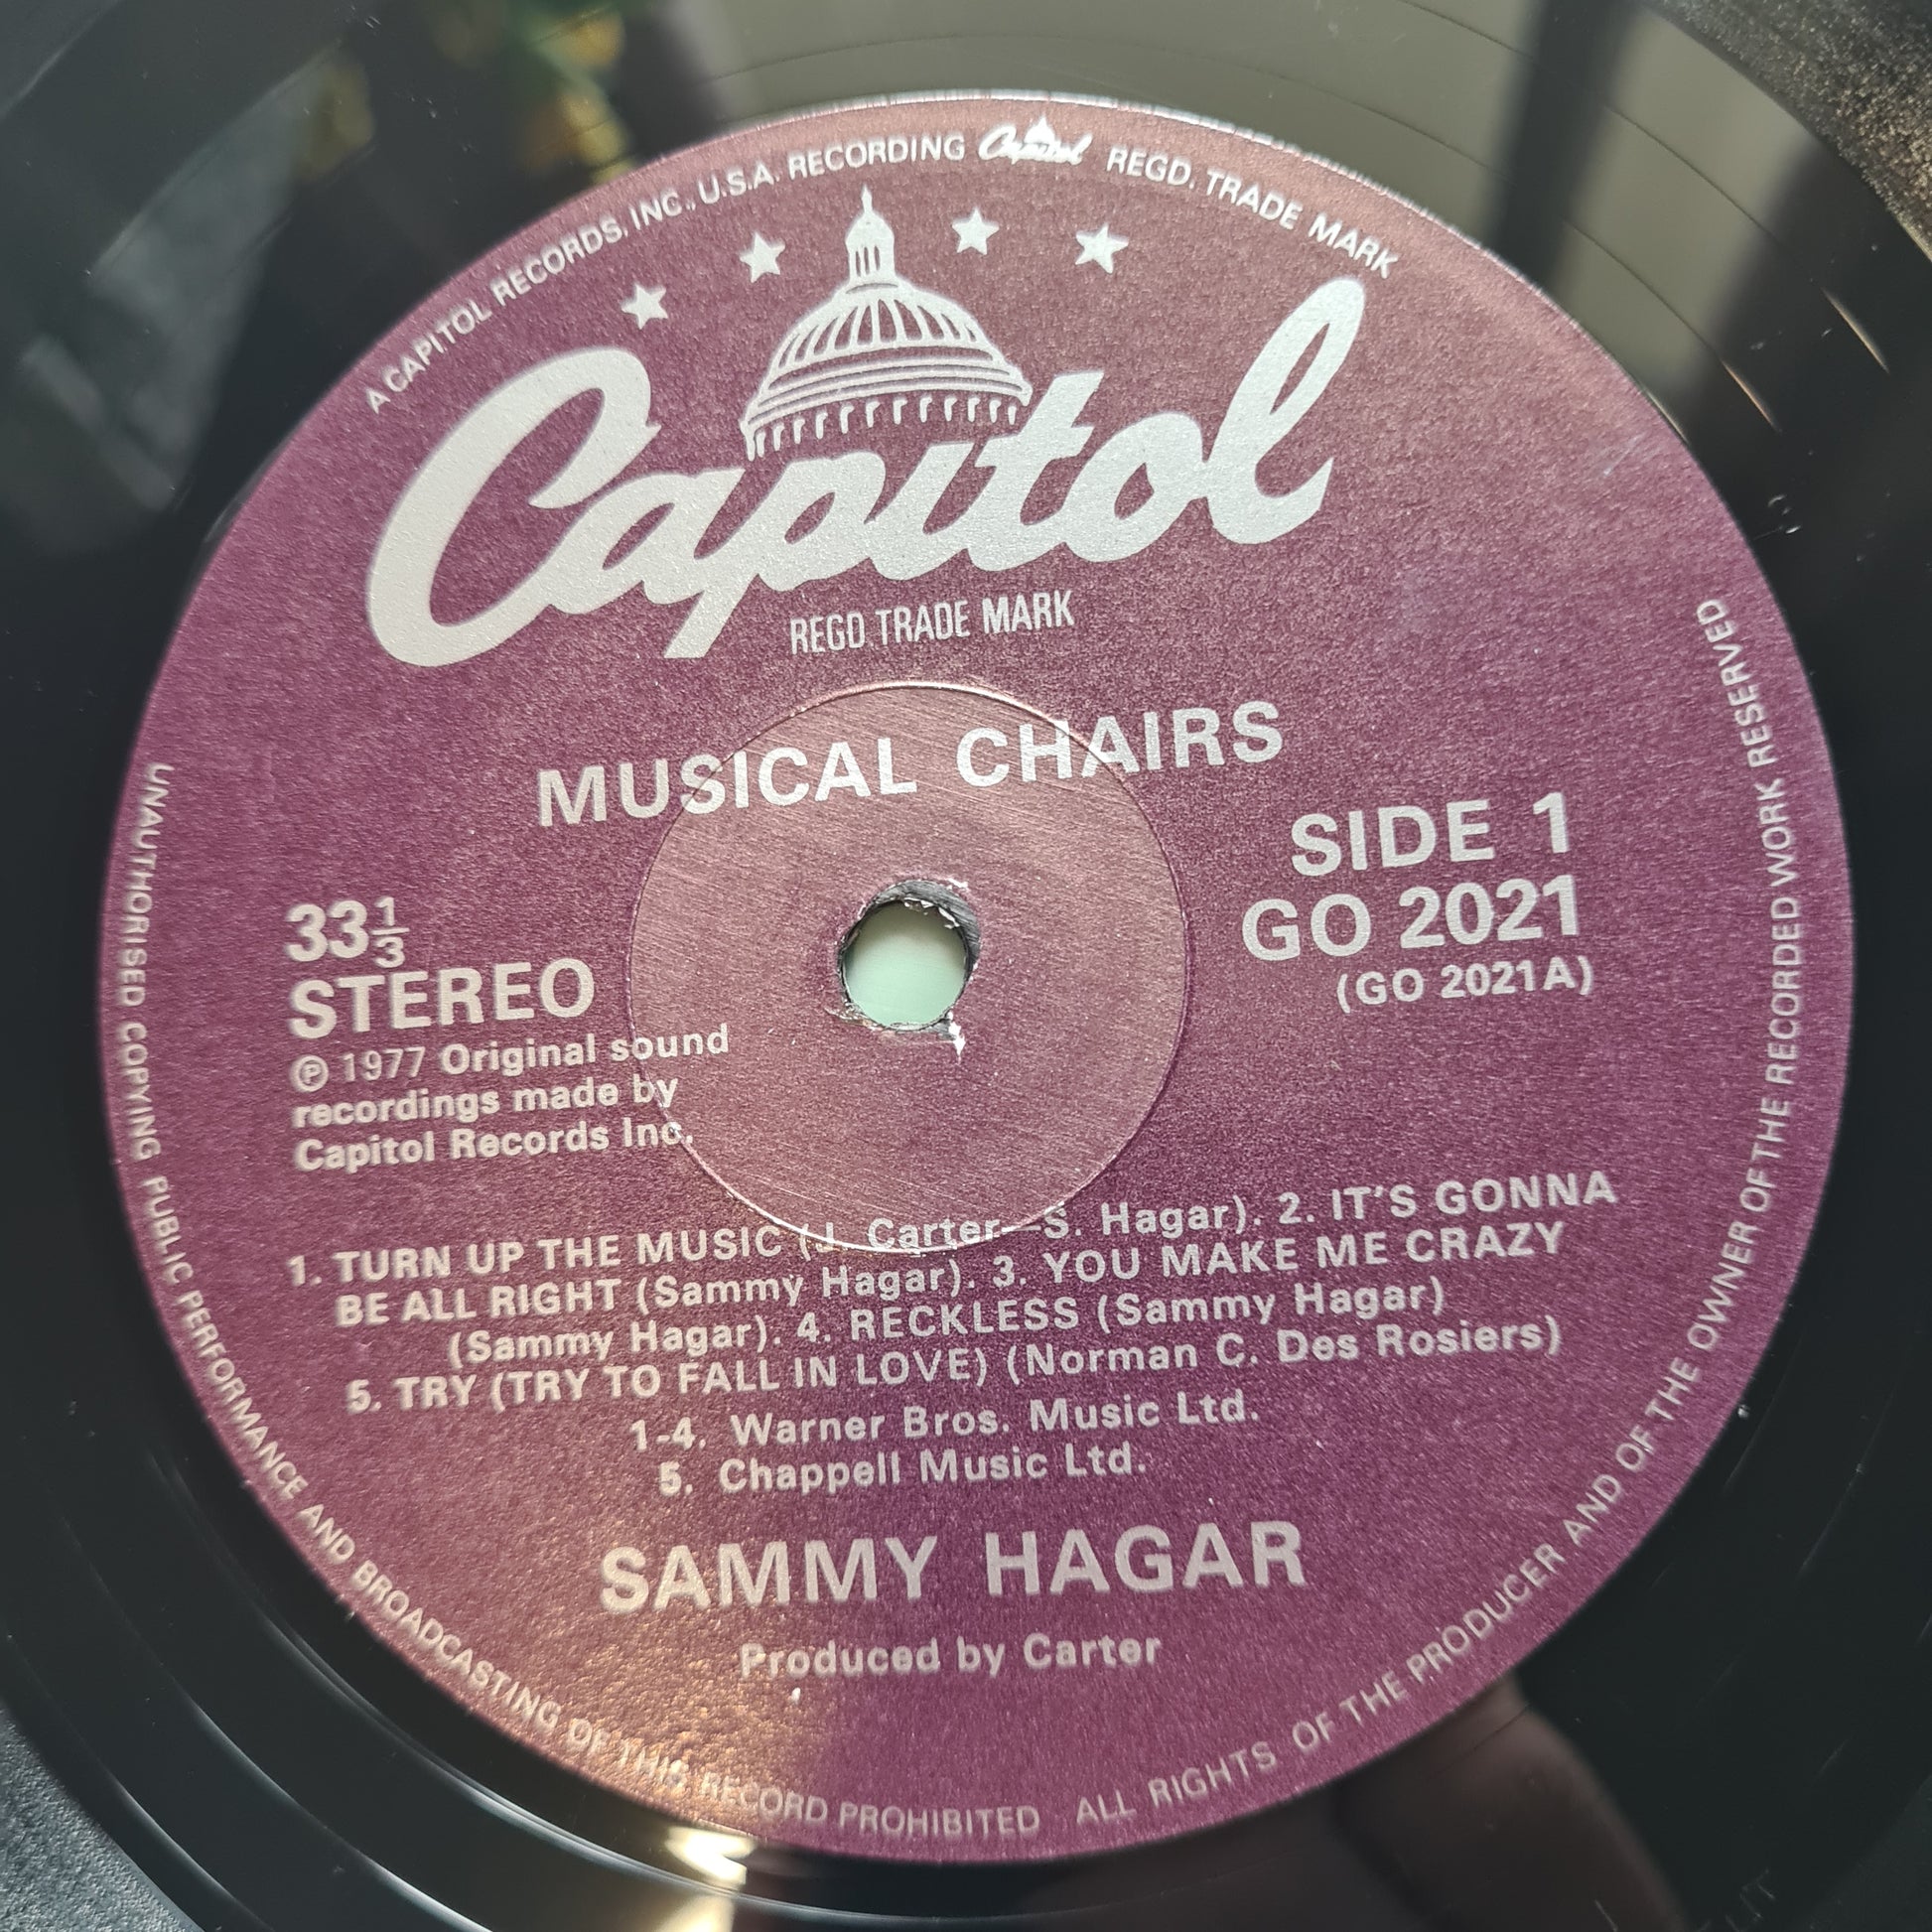 A CAPITOL RECORDS, INC., U.S.A. RECORDING Capitol REGD. TRADE MARK
Capitol
REGD. TRADE MARK
MUSICAL CHAIRS
SIDE 1
GO 2021
(GO 2021A)
33 1/3
STEREO
℗ 1977 Original sound
recordings made by
Capitol Records Inc.
1. TURN UP THE MUSIC (J. Carter—S. Hagar). 2. IT'S GONNA
BE ALL RIGHT (Sammy Hagar). 3. YOU MAKE ME CRAZY
(Sammy Hagar). 4. RECKLESS (Sammy Hagar)
5. TRY (TRY TO FALL IN LOVE) (Norman C. Des Rosiers)
1-4. Warner Bros. Music Ltd.
5. Chappell Music Ltd.
SAMMY HAGAR
Produced by Carter
UNAUTHORISED COPYING PUBLIC PERFORMANCE AND BROADCASTING OF THIS RECORD PROHIBITED ALL RIGHTS OF THE PRODUCER AND OF THE OWNER OF THE RECORDED WORK RESERVED